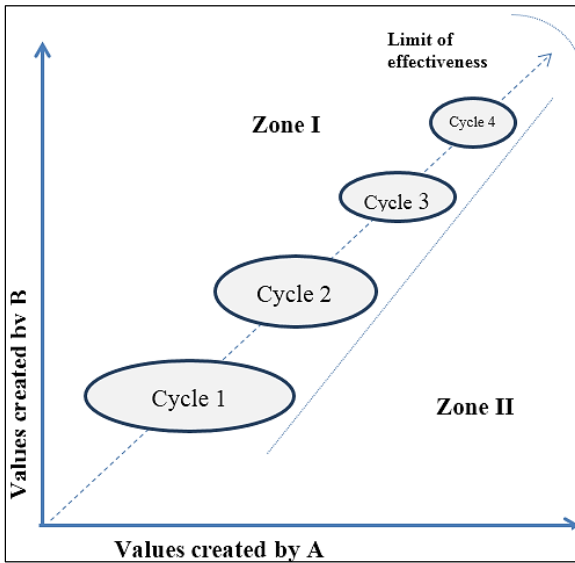 Limit of
effectiveness
Zone I
Cycle 4
Cycle 3
Cycle 2
Cycle 1
Zone II
Values created by B
Values created by A